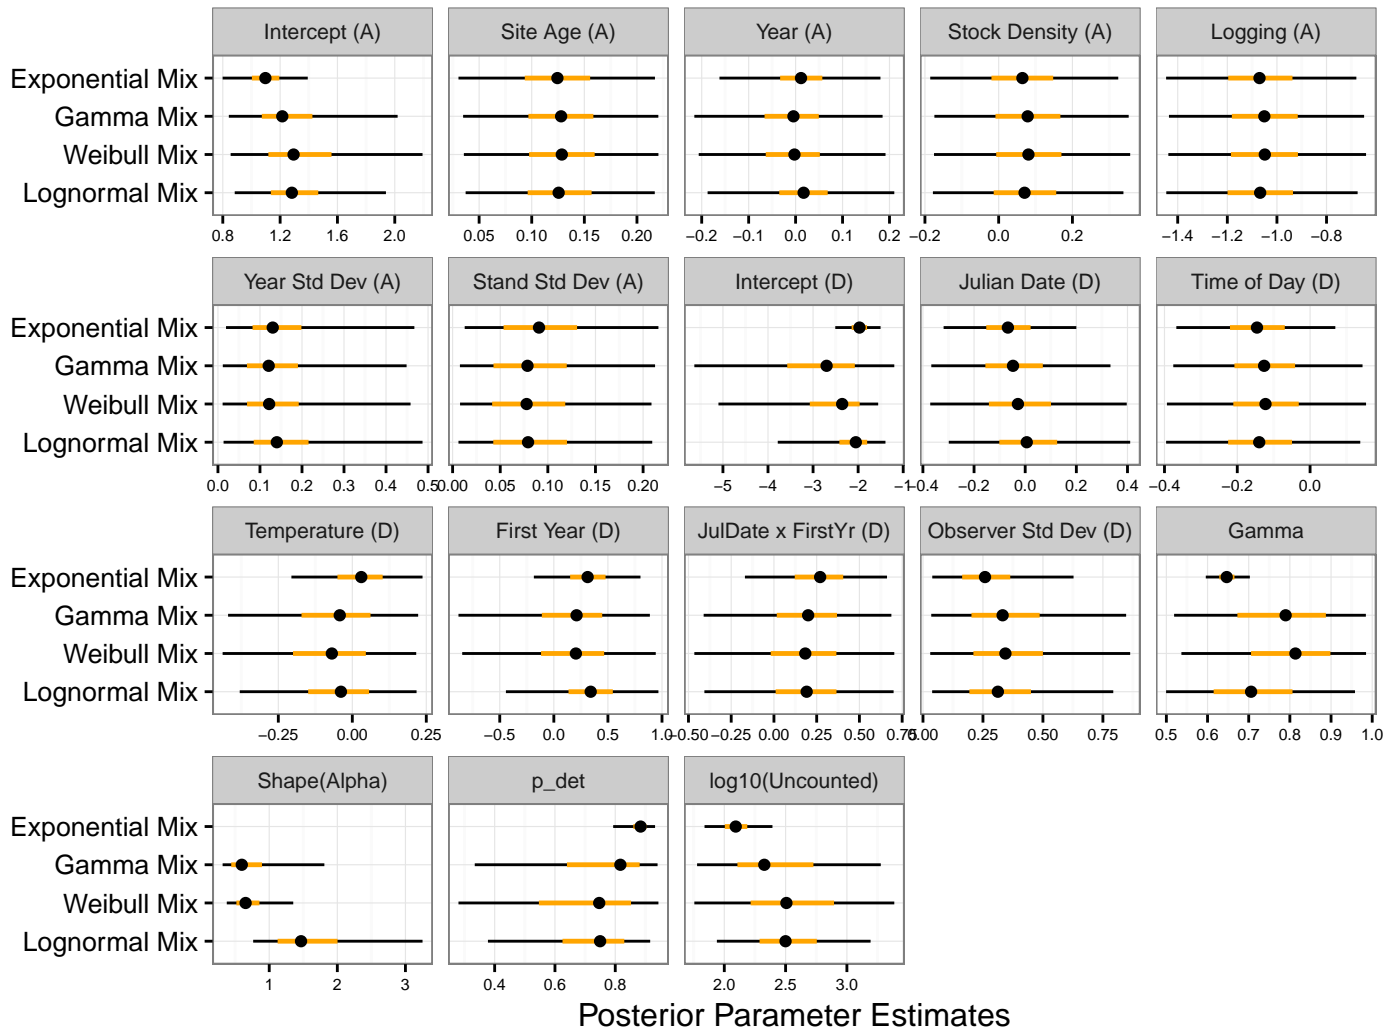 Intercept (A) Site Age (A) Year (A) Stock Density (A) Logging (A)
Exponential Mix
Gamma Mix
Weibull Mix
Lognormal Mix
0.8 1.2 1.6 2.0 0.05 0.10 0.15 0.20 −0.2 −0.1 0.0 0.1 0.2 −0.2 0.0 0.2 −1.4 −1.2 −1.0 −0.8
Year Std Dev (A) Stand Std Dev (A) Intercept (D) Julian Date (D) Time of Day (D)
Exponential Mix
Gamma Mix
Weibull Mix
Lognormal Mix
0.0 0.1 0.2 0.3 0.4 0.5 0.00 0.05 0.10 0.15 0.20 −5 −4 −3 −2 −1 −0.4 −0.2 0.0 0.2 0.4 −0.4 −0.2 0.0
Temperature (D) First Year (D) JulDate x FirstYr (D) Observer Std Dev (D) Gamma
Exponential Mix
Gamma Mix
Weibull Mix
Lognormal Mix
−0.25 0.00 0.25 −0.5 0.0 0.5 1.0 −0.50 −0.25 0.00 0.25 0.50 0.75 0.00 0.25 0.50 0.75 0.5 0.6 0.7 0.8 0.9 1.0
Shape(Alpha) p_det log10(Uncounted)
Exponential Mix
Gamma Mix
Weibull Mix
Lognormal Mix
1 2 3 0.4 0.6 0.8 2.0 2.5 3.0
Posterior Parameter Estimates